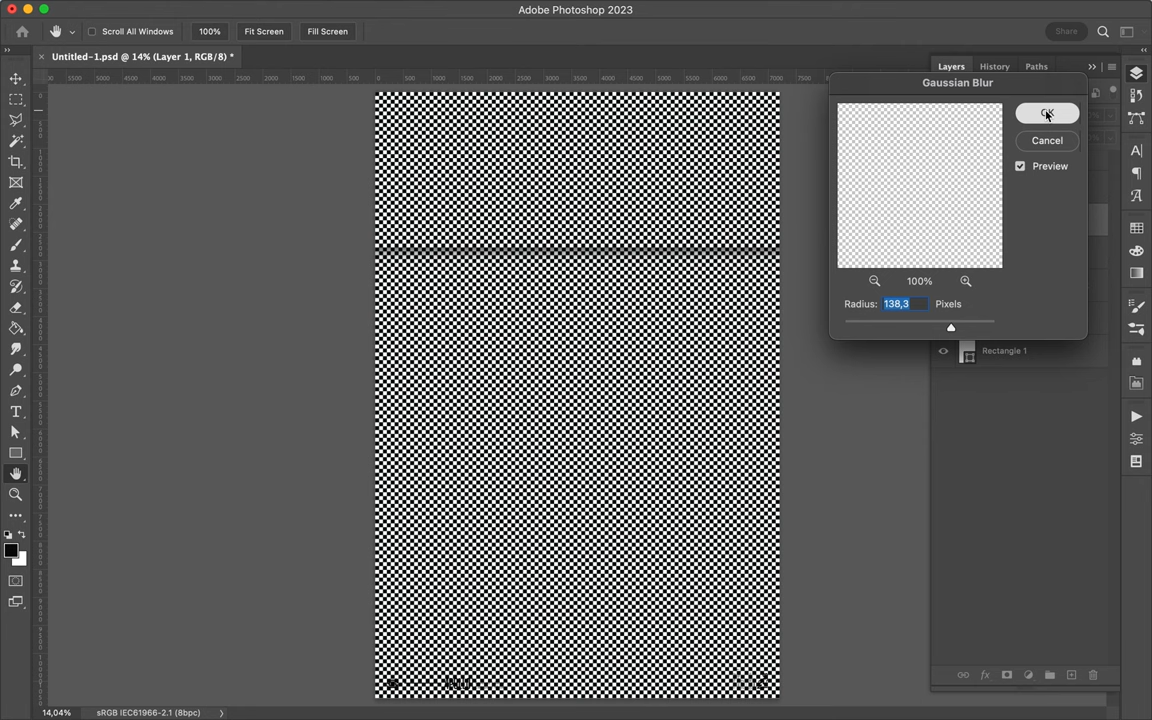 Adobe Photoshop 2023
Scroll All Windows
100%
Fit Screen
Fill Screen
Share
Untitled-1.psd @ 14% (Layer 1, RGB/8) *
Layers
History
Paths
Gaussian Blur
OK
Cancel
Preview
100%
Radius: 138,3 Pixels
Rectangle 1
14,04%
sRGB IEC61966-2.1 (8bpc)